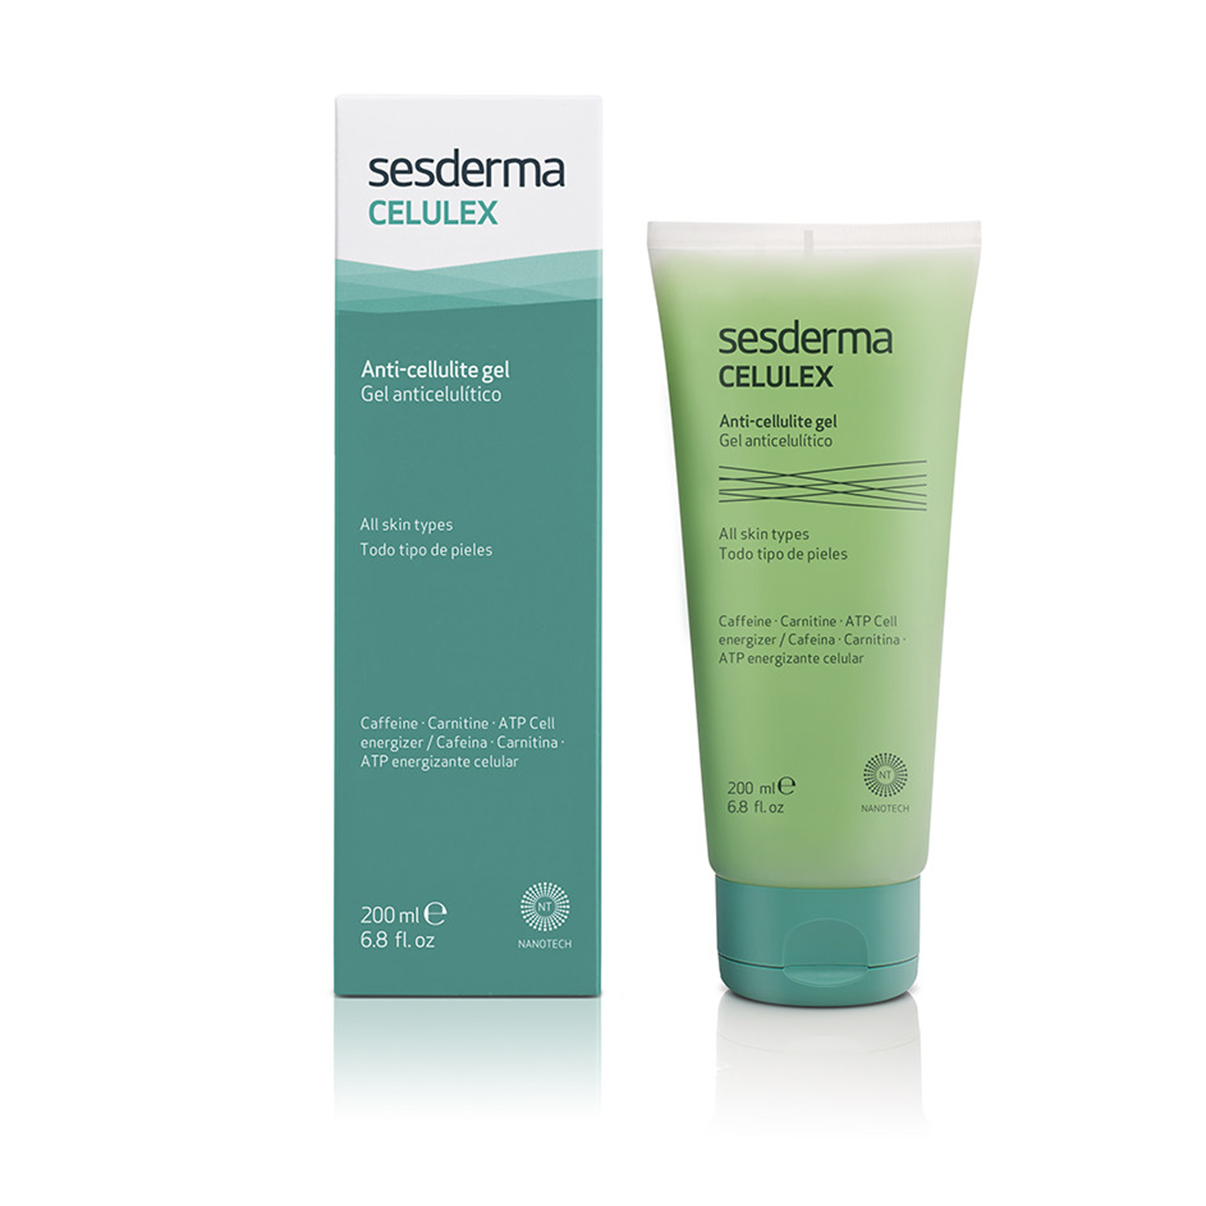 sesderma
CELULEX
Anti-cellulite gel
Gel anticelulítico
All skin types
Todo tipo de pieles
Caffeine · Carnitine · ATP Cell
energizer / Cafeina · Carnitina ·
ATP energizante celular
200 ml ℮
6.8 fl. oz
NT
NANOTECH
sesderma
CELULEX
Anti-cellulite gel
Gel anticelulítico
All skin types
Todo tipo de pieles
Caffeine · Carnitine · ATP Cell
energizer / Cafeina · Carnitina ·
ATP energizante celular
200 ml ℮
6.8 fl. oz
NT
NANOTECH